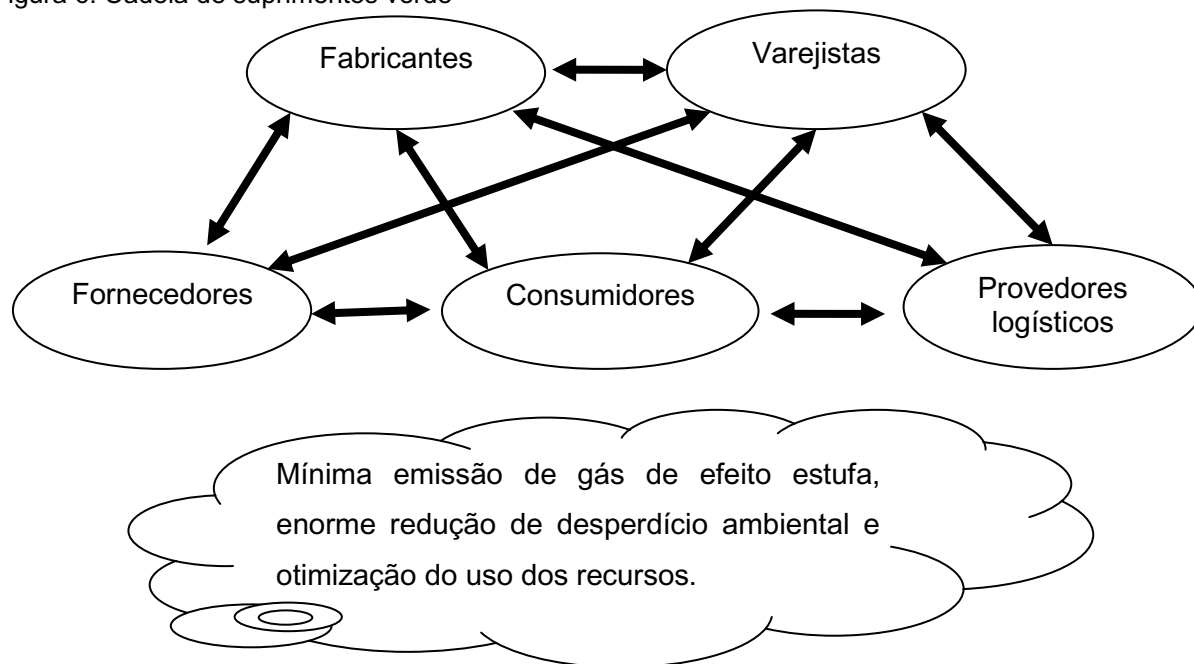 Fabricantes
Varejistas
Fornecedores
Consumidores
Provedores
logísticos
Mínima emissão de gás de efeito estufa,
enorme redução de desperdício ambiental e
otimização do uso dos recursos.